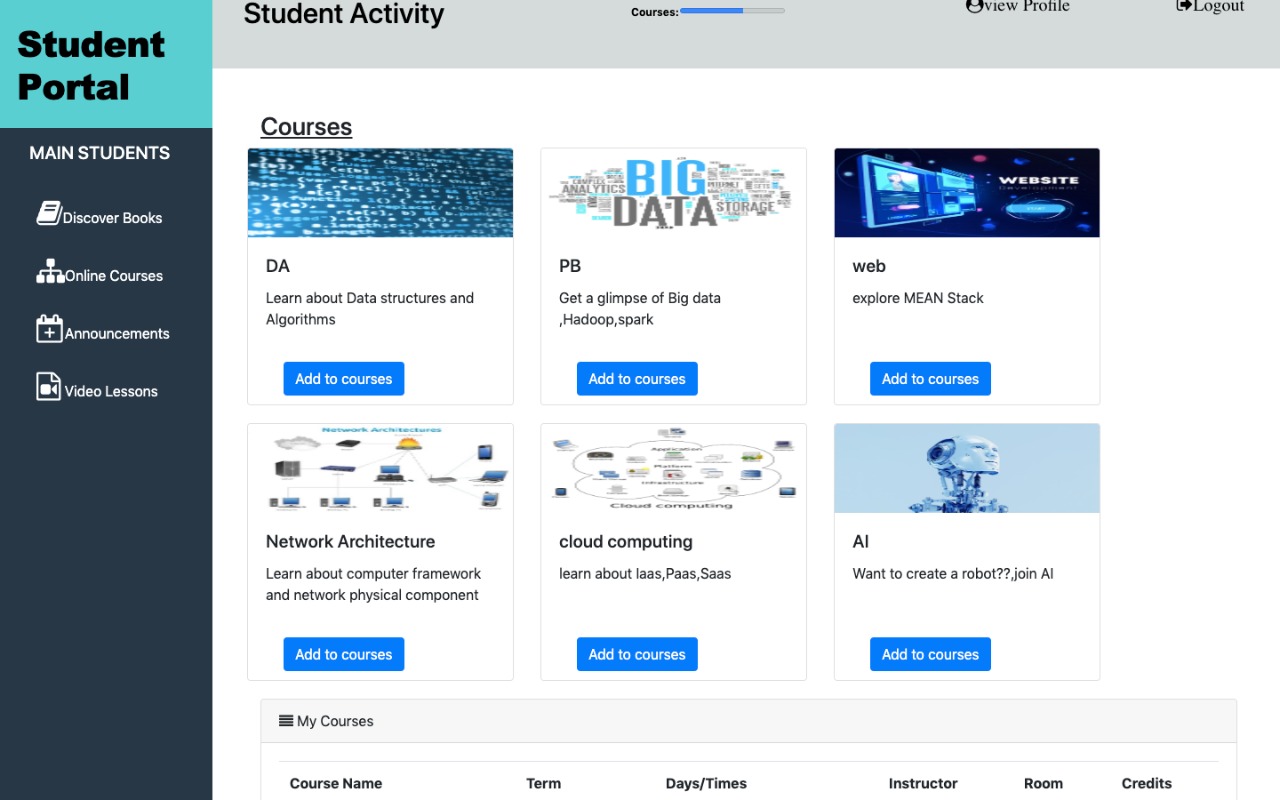 Student
Portal
MAIN STUDENTS
Discover Books
Online Courses
Announcements
Video Lessons
Student Activity
Courses:
view Profile
Logout
Courses
BIG
DATA
ANALYTICS
STORAGE
WEBSITE
DA
Learn about Data structures and
Algorithms
Add to courses
PB
Get a glimpse of Big data
,Hadoop,spark
Add to courses
web
explore MEAN Stack
Add to courses
Network Architectures
Application
Platform
Infrastructure
Cloud computing
Network Architecture
Learn about computer framework
and network physical component
Add to courses
cloud computing
learn about Iaas,Paas,Saas
Add to courses
AI
Want to create a robot??,join AI
Add to courses
My Courses
Course Name Term Days/Times Instructor Room Credits